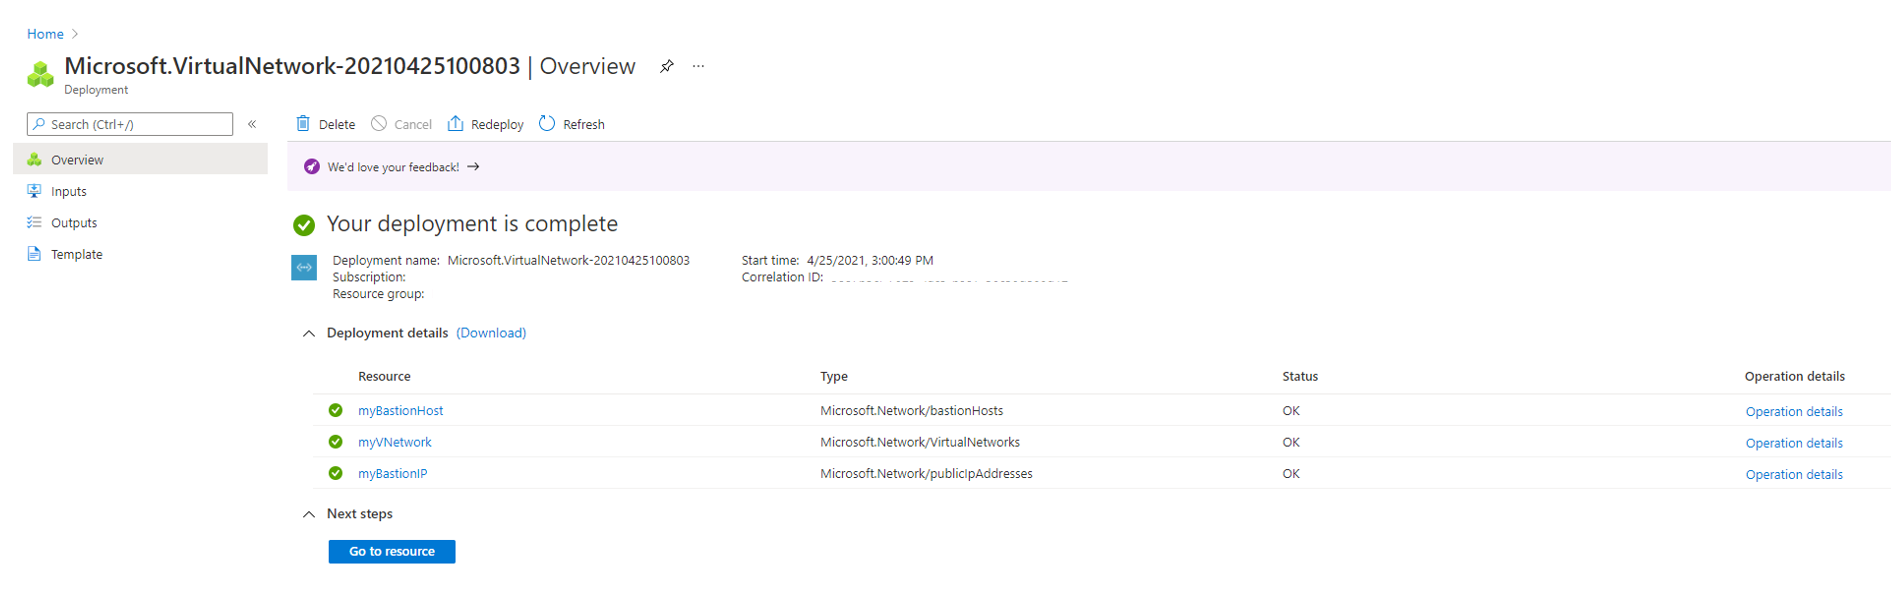 Home
Microsoft.VirtualNetwork-20210425100803 | Overview
Deployment
Search (Ctrl+/)
Overview
Inputs
Outputs
Template
Delete Cancel Redeploy Refresh
We'd love your feedback! →
Your deployment is complete
Deployment name: Microsoft.VirtualNetwork-20210425100803 Start time: 4/25/2021, 3:00:49 PM
Subscription: Correlation ID:
Resource group:
Deployment details (Download)
Resource Type Status Operation details
myBastionHost Microsoft.Network/bastionHosts OK Operation details
myVNetwork Microsoft.Network/VirtualNetworks OK Operation details
myBastionIP Microsoft.Network/publicIpAddresses OK Operation details
Next steps
Go to resource